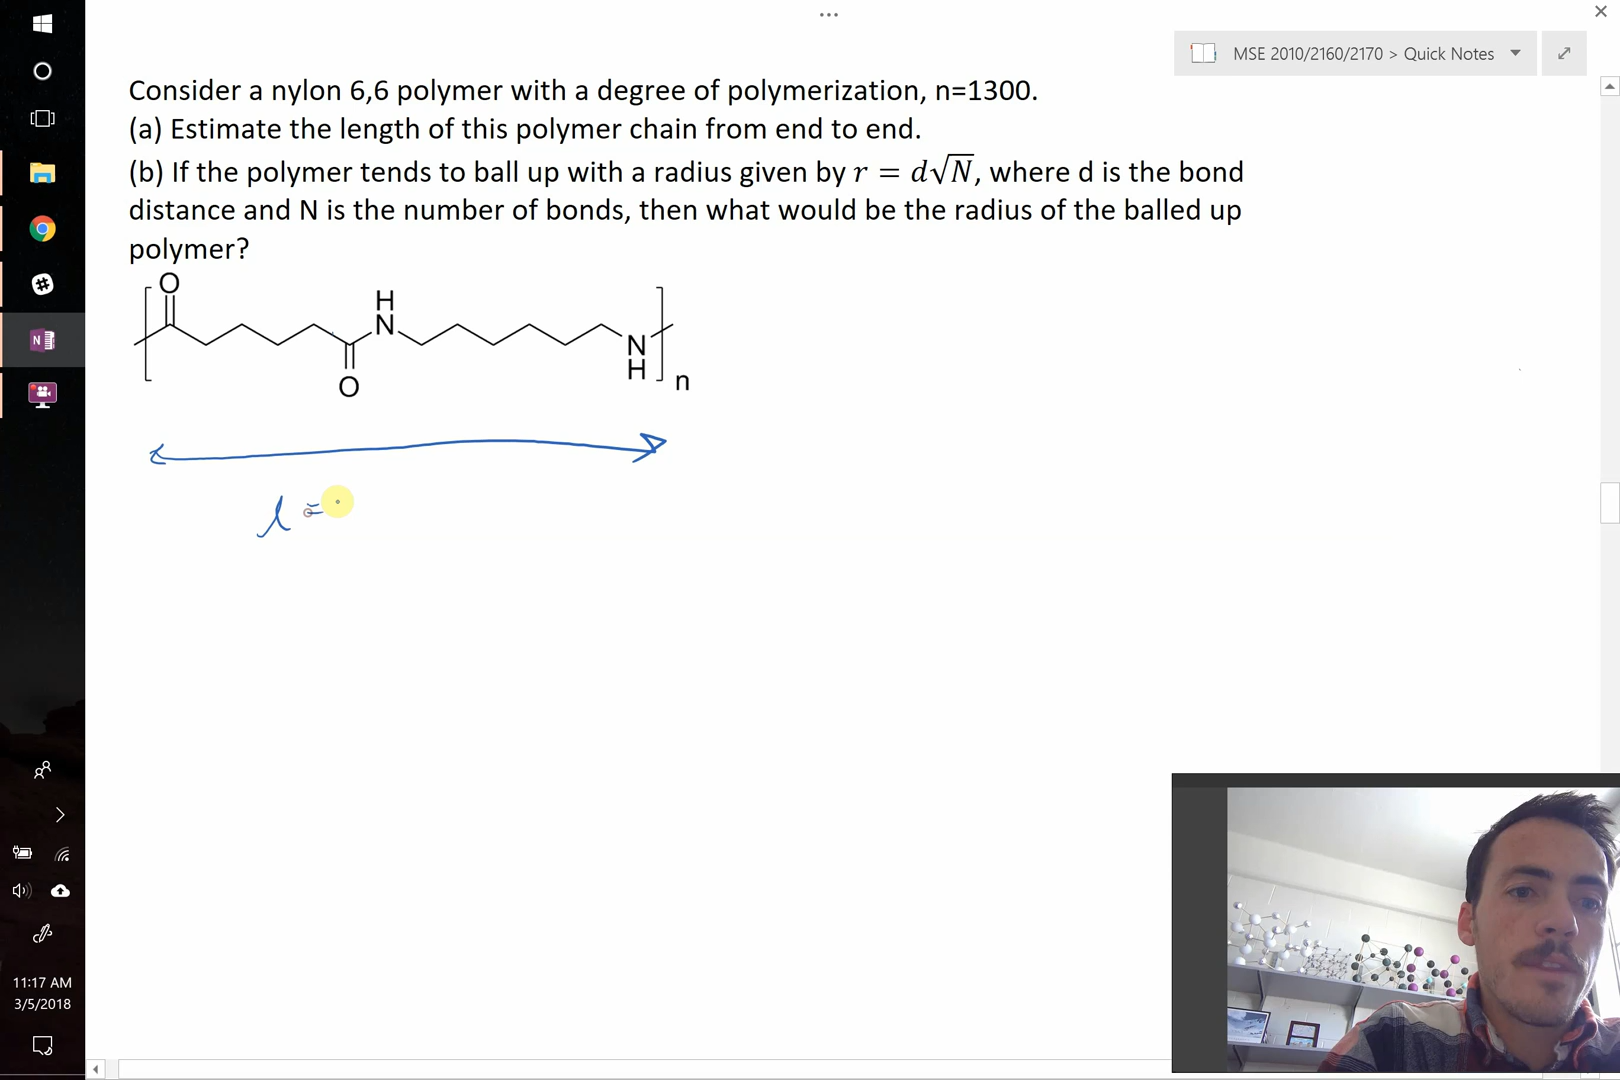 ...
MSE 2010/2160/2170 > Quick Notes
Consider a nylon 6,6 polymer with a degree of polymerization, n=1300.
(a) Estimate the length of this polymer chain from end to end.
(b) If the polymer tends to ball up with a radius given by r = d√N, where d is the bond
distance and N is the number of bonds, then what would be the radius of the balled up
polymer?
O
H
N
N
H
O
n
l =
N
11:17 AM
3/5/2018